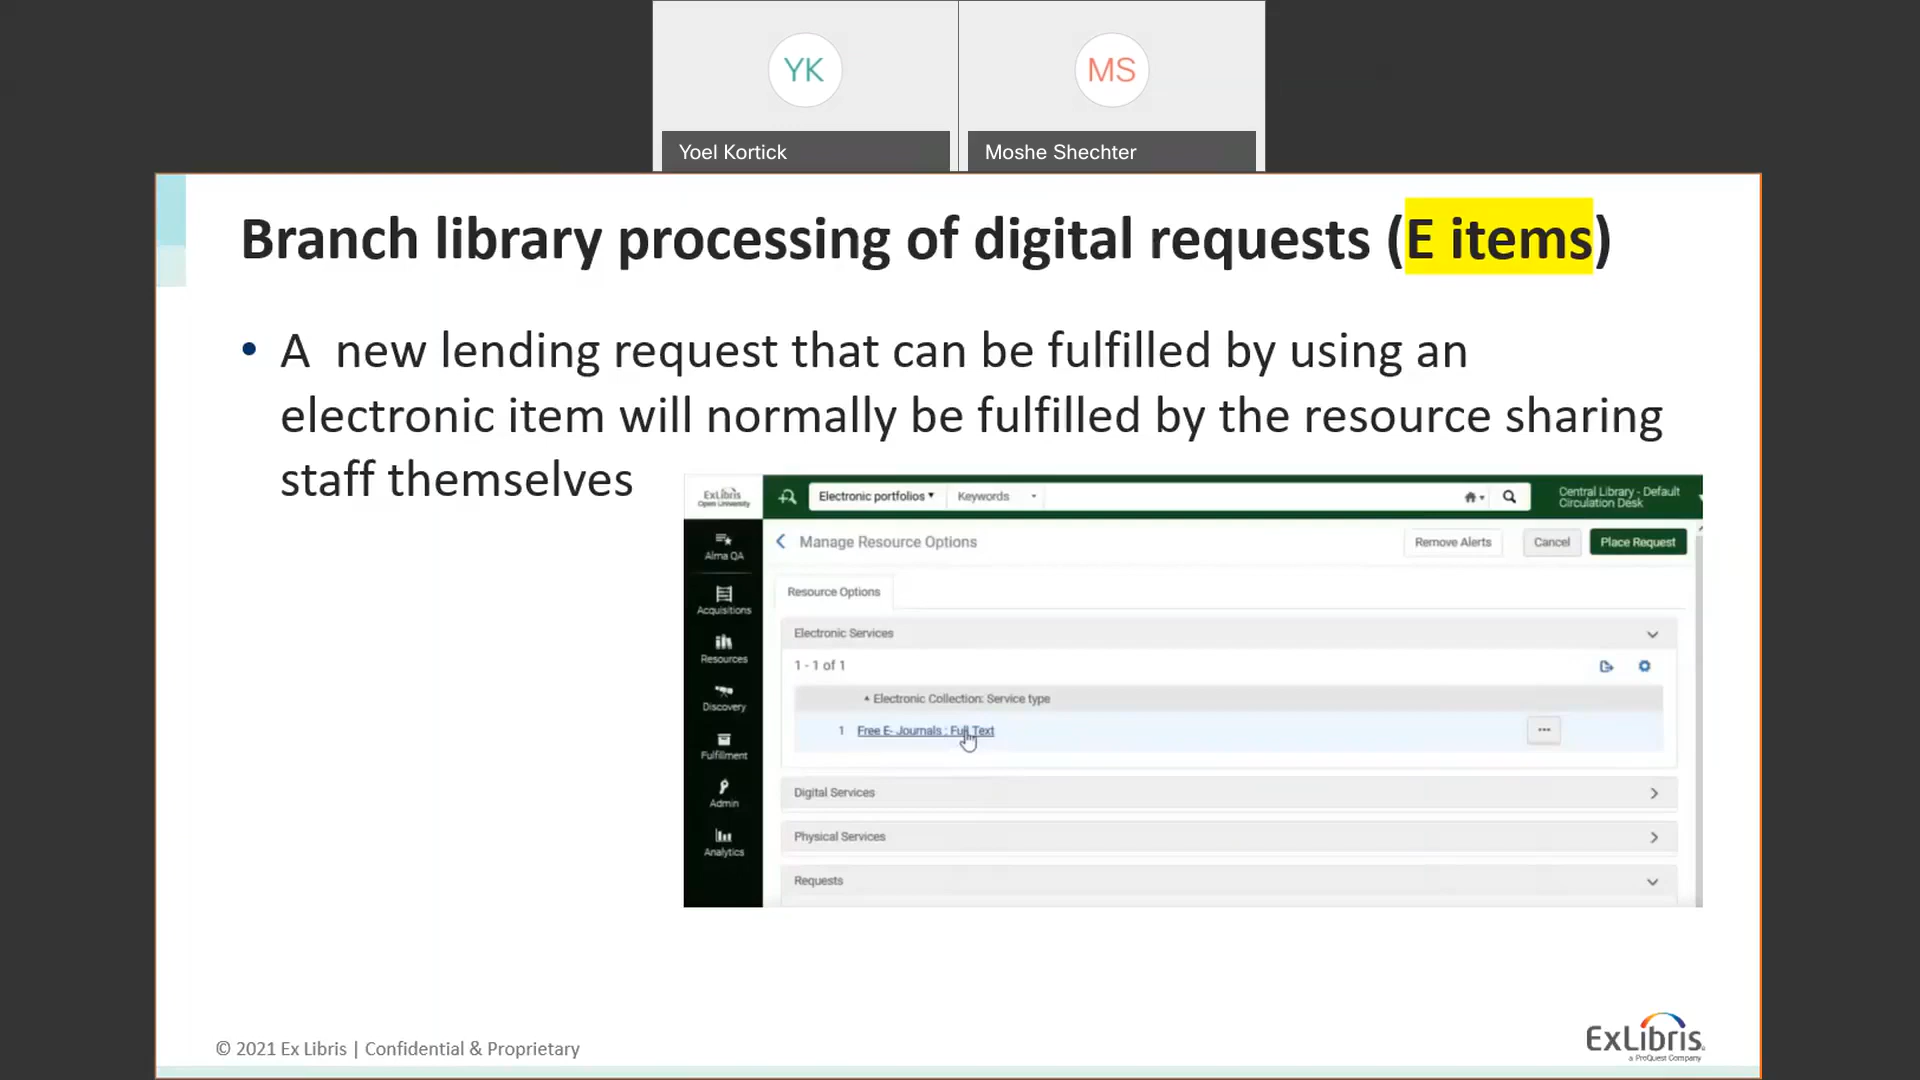 YK
MS
Yoel Kortick
Moshe Shechter
Branch library processing of digital requests (E items)
• A  new lending request that can be fulfilled by using an
electronic item will normally be fulfilled by the resource sharing
staff themselves
ExLibris
Open University
Electronic portfolios
Keywords
Central Library - Default
Circulation Desk
Alma QA
Manage Resource Options
Remove Alerts
Cancel
Place Request
Acquisitions
Resource Options
Electronic Services
Resources
1 - 1 of 1
Discovery
Electronic Collection: Service type
1 Free E- Journals : Full Text
Fulfillment
Digital Services
Admin
Physical Services
Analytics
Requests
© 2021 Ex Libris | Confidential & Proprietary
ExLibris
a ProQuest Company